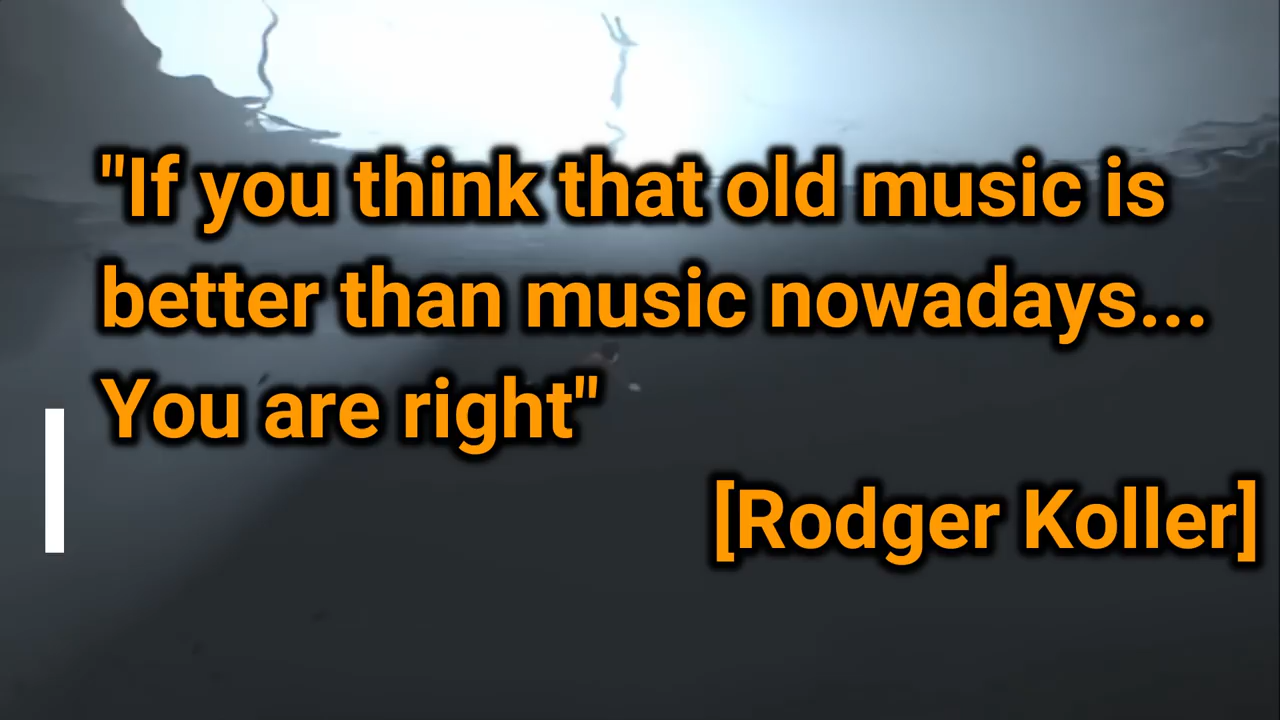 "If you think that old music is
better than music nowadays...
You are right"
[Rodger Koller]